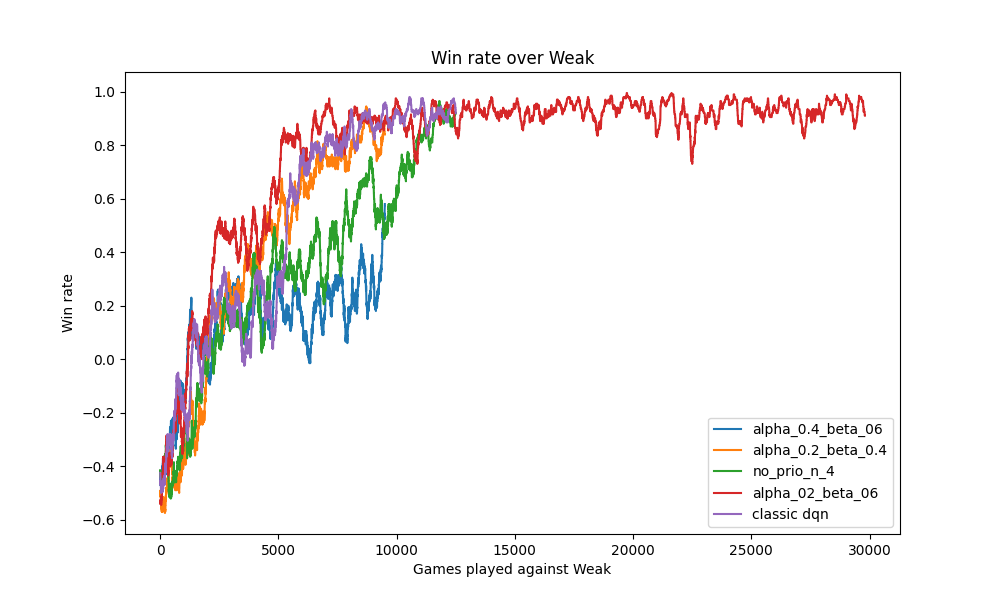 Win rate over Weak
1.0
0.8
0.6
0.4
0.2
0.0
−0.2
−0.4
−0.6
Win rate
0
5000
10000
15000
20000
25000
30000
Games played against Weak
alpha_0.4_beta_06
alpha_0.2_beta_0.4
no_prio_n_4
alpha_02_beta_06
classic dqn